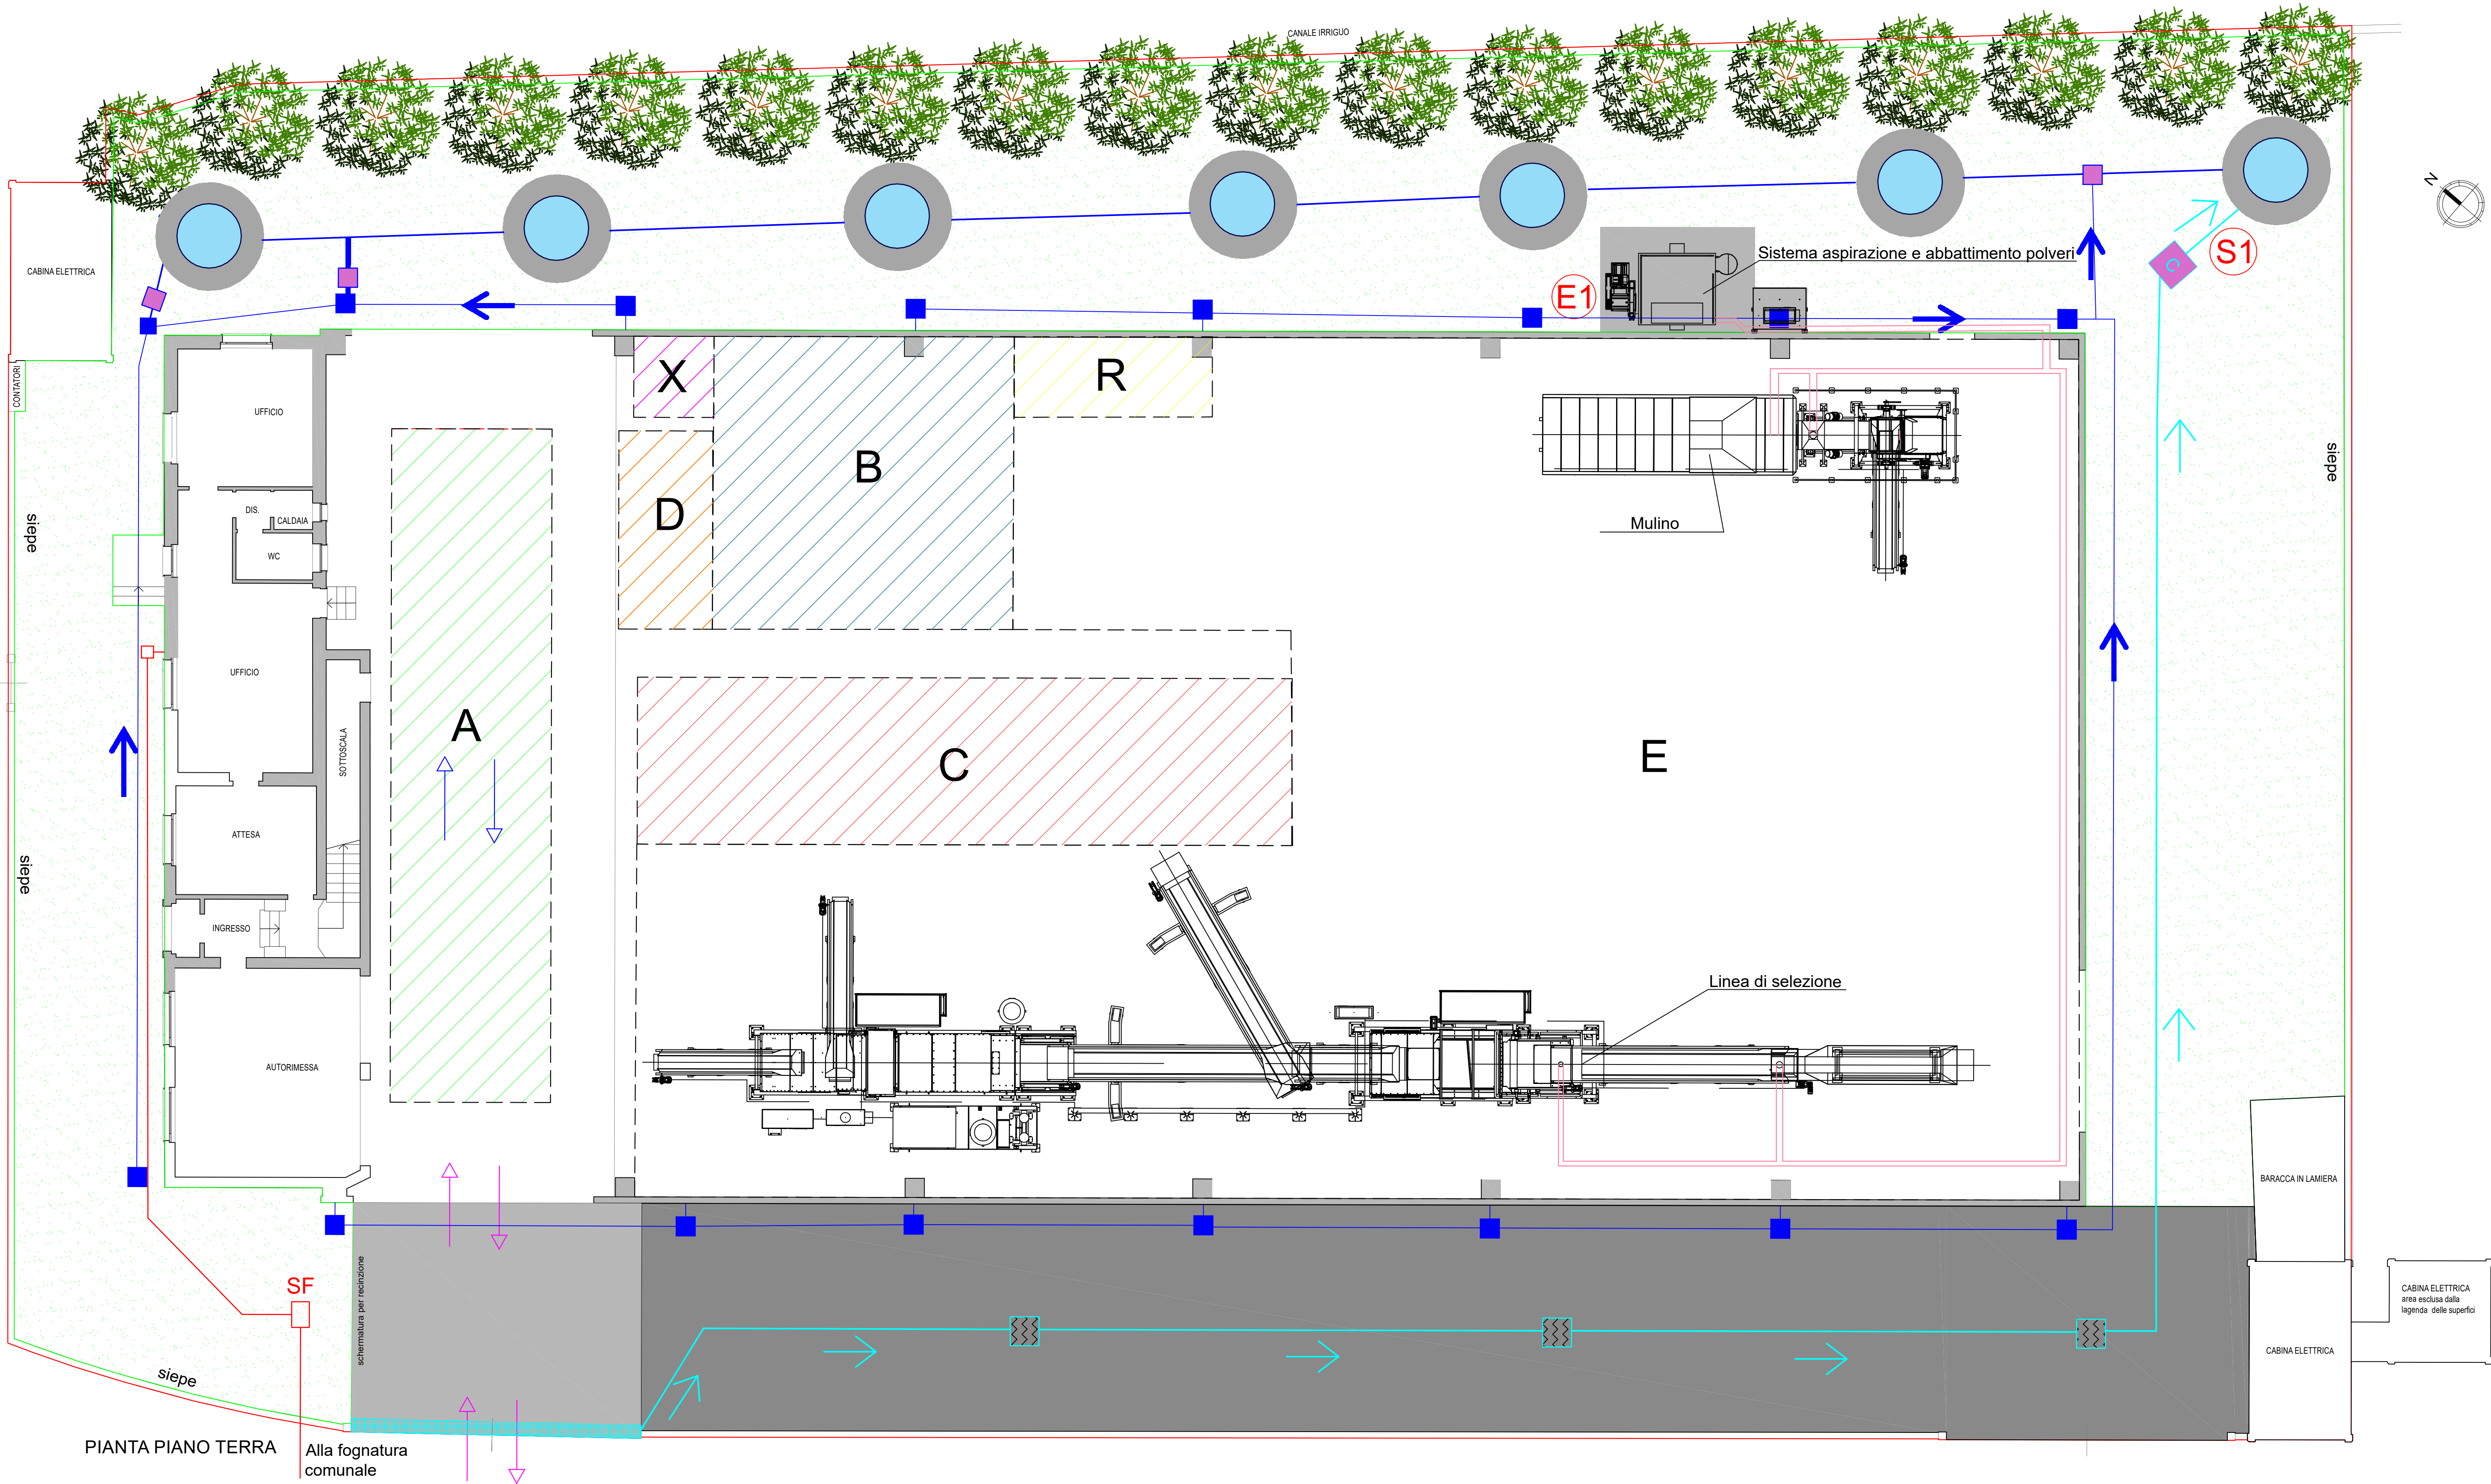 CANALE IRRIGUO
N
CABINA ELETTRICA
Sistema aspirazione e abbattimento polveri
S1
C
E1
CONTATORI
X
R
UFFICIO
B
siepe
D
DIS.
CALDAIA
WC
siepe
Mulino
UFFICIO
SOTTOSCALA
A
C
E
ATTESA
siepe
INGRESSO
Linea di selezione
AUTORIMESSA
BARACCA IN LAMIERA
SF
schermatura per recinzione
CABINA ELETTRICA
area esclusa dalla
lagenda delle superfici
CABINA ELETTRICA
siepe
PIANTA PIANO TERRA
Alla fognatura
comunale